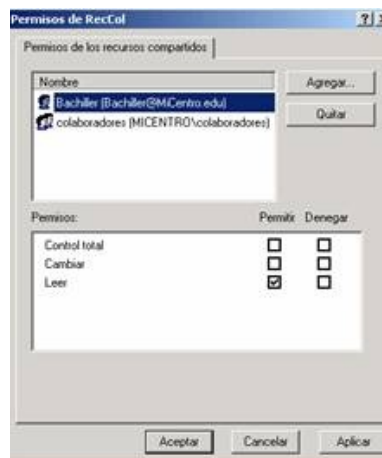 Permisos de RecCol
Permisos de los recursos compartidos
Nombre
Agregar...
Bachiller (Bachiller@MiCentro.edu)
Quitar
colaboradores (MICENTRO\colaboradores)
Permisos:
Permitir Denegar
Control total
Cambiar
Leer
Aceptar
Cancelar
Aplicar